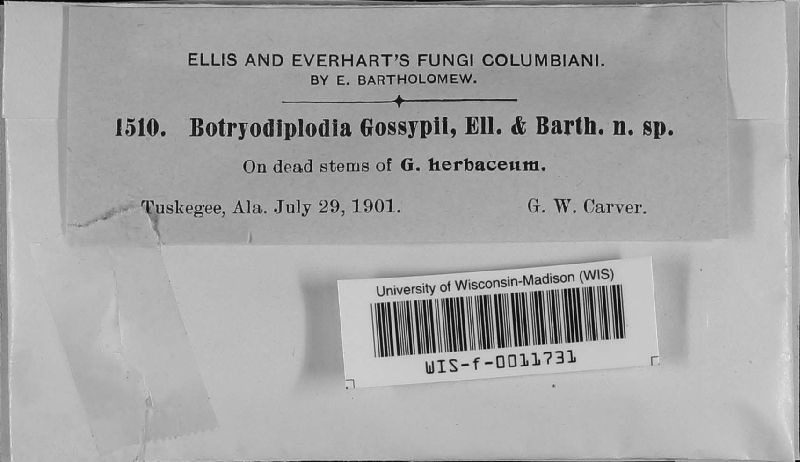 ELLIS AND EVERHART'S FUNGI COLUMBIANI.
BY E. BARTHOLOMEW.
1510. Botryodiplodia Gossypii, Ell. & Barth. n. sp.
On dead stems of G. herbaceum.
Tuskegee, Ala. July 29, 1901. G. W. Carver.
University of Wisconsin-Madison (WIS)
WIS-f-0011731